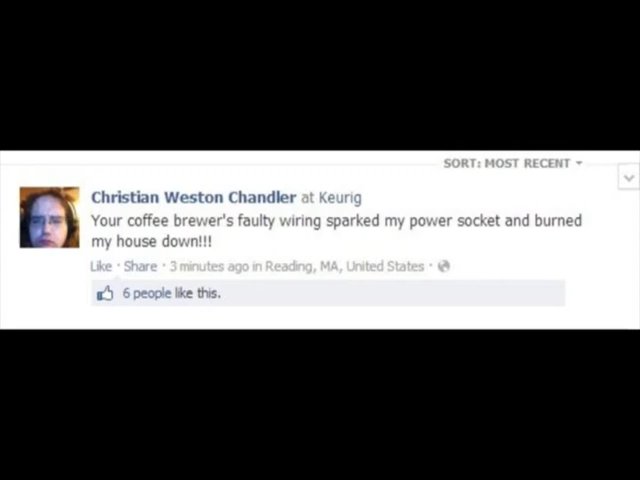 SORT: MOST RECENT
Christian Weston Chandler at Keurig
Your coffee brewer's faulty wiring sparked my power socket and burned
my house down!!!
Like · Share · 3 minutes ago in Reading, MA, United States ·
6 people like this.